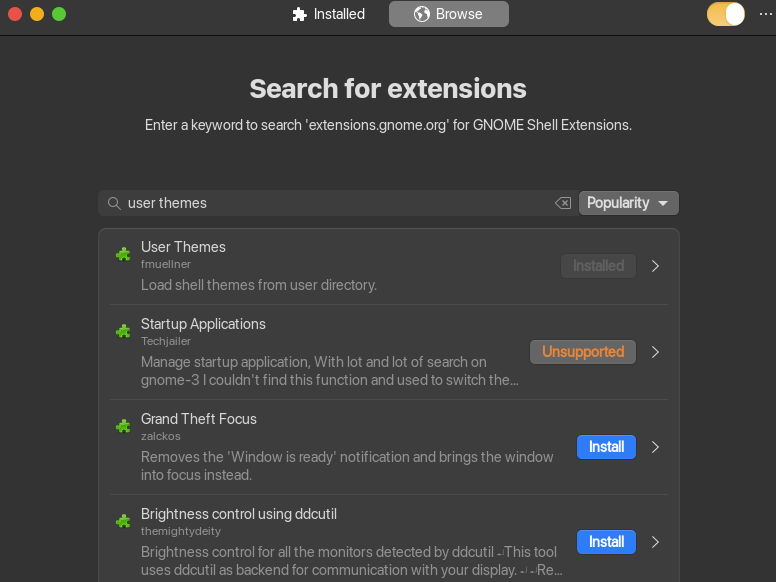 Installed
Browse
Search for extensions
Enter a keyword to search 'extensions.gnome.org' for GNOME Shell Extensions.
user themes
Popularity
User Themes
fmuellner
Load shell themes from user directory.
Installed
Startup Applications
Techjailer
Manage startup application, With lot and lot of search on
gnome-3 I couldn't find this function and used to switch the...
Unsupported
Grand Theft Focus
zalckos
Removes the 'Window is ready' notification and brings the window
into focus instead.
Install
Brightness control using ddcutil
themightydeity
Brightness control for all the monitors detected by ddcutil This tool
uses ddcutil as backend for communication with your display. Re...
Install